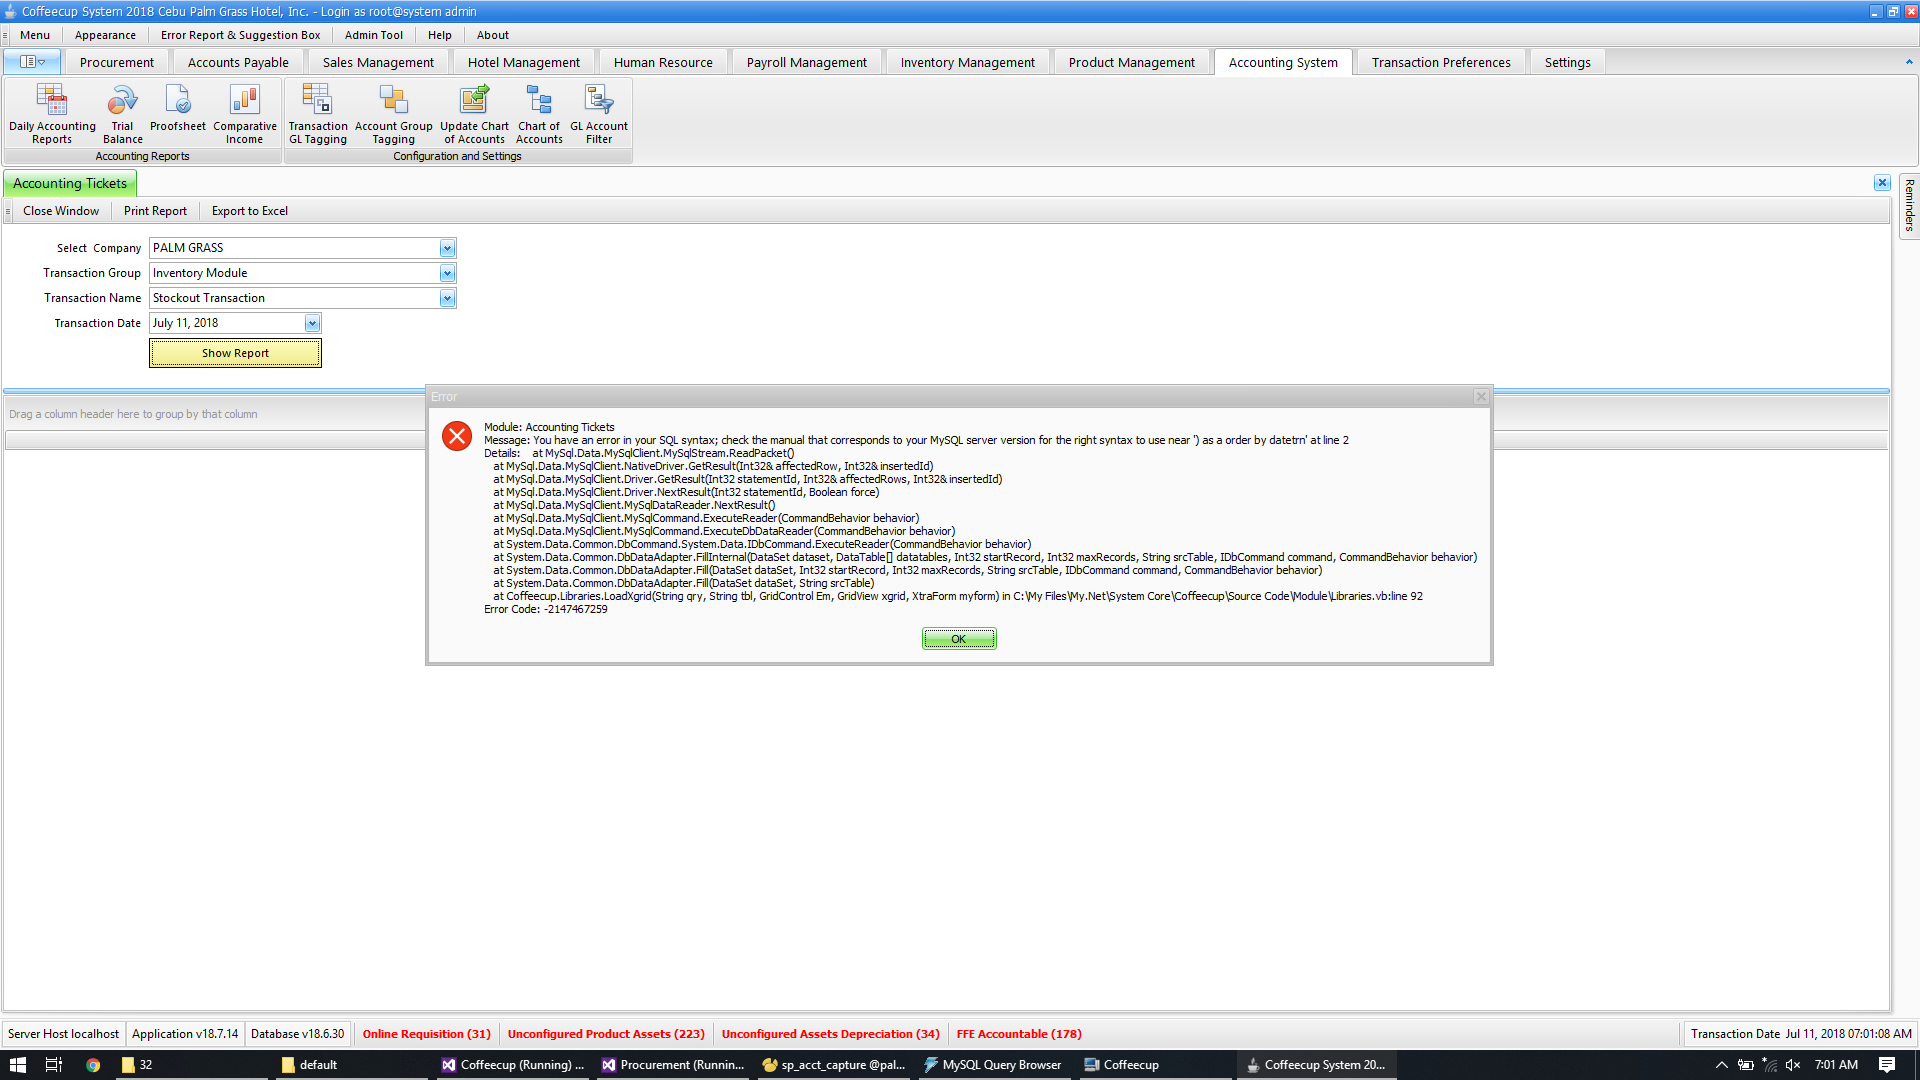 Coffeecup System 2018 Cebu Palm Grass Hotel, Inc. - Login as root@system admin
Menu Appearance Error Report & Suggestion Box Admin Tool Help About
Procurement Accounts Payable Sales Management Hotel Management Human Resource Payroll Management Inventory Management Product Management Accounting System Transaction Preferences Settings
Daily Accounting Reports
Trial Balance
Proofsheet
Comparative Income
Transaction GL Tagging
Account Group Tagging
Update Chart of Accounts
Chart of Accounts
GL Account Filter
Accounting Reports
Configuration and Settings
Accounting Tickets
Reminders
Close Window Print Report Export to Excel
Select Company PALM GRASS
Transaction Group Inventory Module
Transaction Name Stockout Transaction
Transaction Date July 11, 2018
Show Report
Drag a column header here to group by that column
Error
Module: Accounting Tickets
Message: You have an error in your SQL syntax; check the manual that corresponds to your MySQL server version for the right syntax to use near ') as a order by datetrn' at line 2
Details: at MySql.Data.MySqlClient.MySqlStream.ReadPacket()
at MySql.Data.MySqlClient.NativeDriver.GetResult(Int32& affectedRow, Int32& insertedId)
at MySql.Data.MySqlClient.Driver.GetResult(Int32 statementId, Int32& affectedRows, Int32& insertedId)
at MySql.Data.MySqlClient.Driver.NextResult(Int32 statementId, Boolean force)
at MySql.Data.MySqlClient.MySqlDataReader.NextResult()
at MySql.Data.MySqlClient.MySqlCommand.ExecuteReader(CommandBehavior behavior)
at MySql.Data.MySqlClient.MySqlCommand.ExecuteDbDataReader(CommandBehavior behavior)
at System.Data.Common.DbCommand.System.Data.IDbCommand.ExecuteReader(CommandBehavior behavior)
at System.Data.Common.DbDataAdapter.FillInternal(DataSet dataset, DataTable[] datatables, Int32 startRecord, Int32 maxRecords, String srcTable, IDbCommand command, CommandBehavior behavior)
at System.Data.Common.DbDataAdapter.Fill(DataSet dataSet, Int32 startRecord, Int32 maxRecords, String srcTable, IDbCommand command, CommandBehavior behavior)
at System.Data.Common.DbDataAdapter.Fill(DataSet dataSet, String srcTable)
at Coffeecup.Libraries.LoadXgrid(String qry, String tbl, GridControl Em, GridView xgrid, XtraForm myform) in C:\My Files\My.Net\System Core\Coffeecup\Source Code\Module\Libraries.vb:line 92
Error Code: -2147467259
OK
Server Host localhost Application v18.7.14 Database v18.6.30 Online Requisition (31) Unconfigured Product Assets (223) Unconfigured Assets Depreciation (34) FFE Accountable (178) Transaction Date Jul 11, 2018 07:01:08 AM
32 default Coffeecup (Running) ... Procurement (Runnin... sp_acct_capture @pal... MySQL Query Browser Coffeecup Coffeecup System 20... 7:01 AM